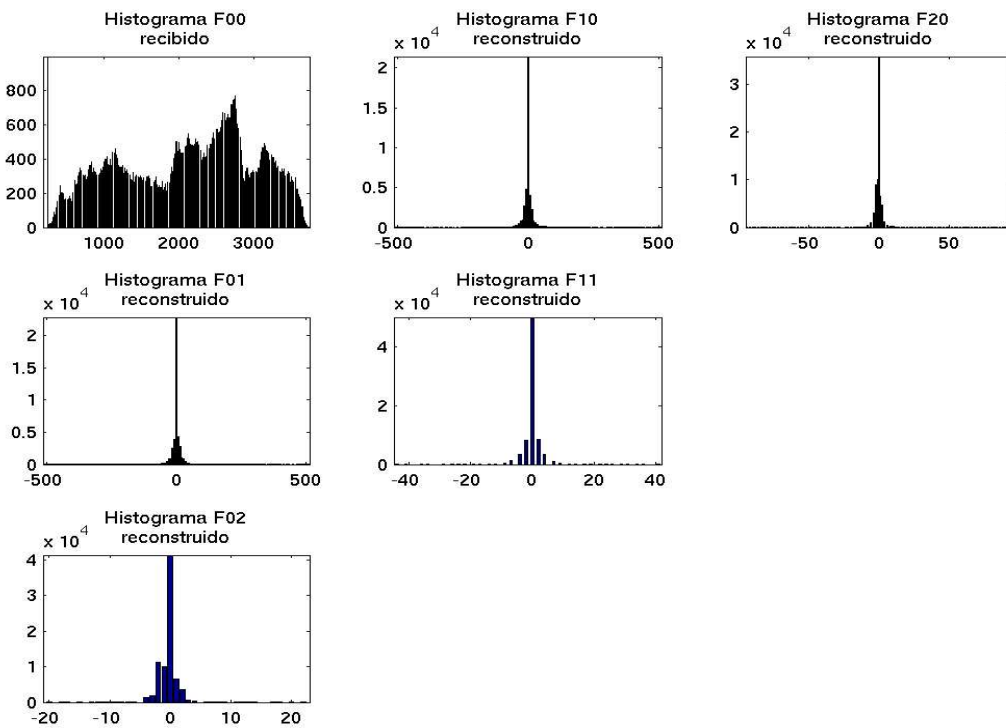 Histograma F00
recibido
800
600
400
200
0
1000
2000
3000
Histograma F10
reconstruido
x 10^4
2
1.5
1
0.5
0
-500
0
500
Histograma F20
reconstruido
x 10^4
3
2
1
0
-50
0
50
Histograma F01
reconstruido
x 10^4
2
1.5
1
0.5
0
-500
0
500
Histograma F11
reconstruido
x 10^4
4
2
0
-40
-20
0
20
40
Histograma F02
reconstruido
x 10^4
4
3
2
1
0
-20
-10
0
10
20